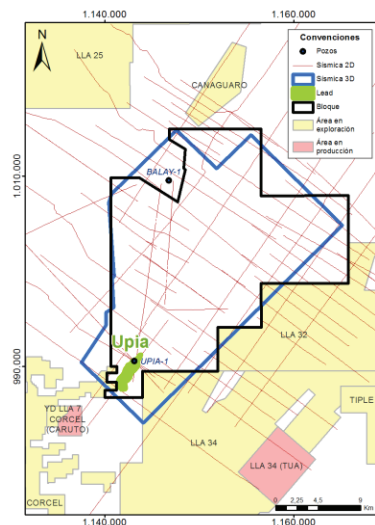 1.140.000
1.160.000
LLA 25
N
CANAGUARO
Convenciones
Pozos
Sísmica 2D
Sísmica 3D
Lead
Bloque
Área en
exploración
Área en
producción
1.010.000
BALAY-1
Upia
UPIA-1
LLA 32
990.000
YD LLA 7
CORCEL
(CARUTO)
TIPLE
LLA 34
LLA 34 (TUA)
CORCEL
0 2,25 4,5 9
Km
1.140.000
1.160.000